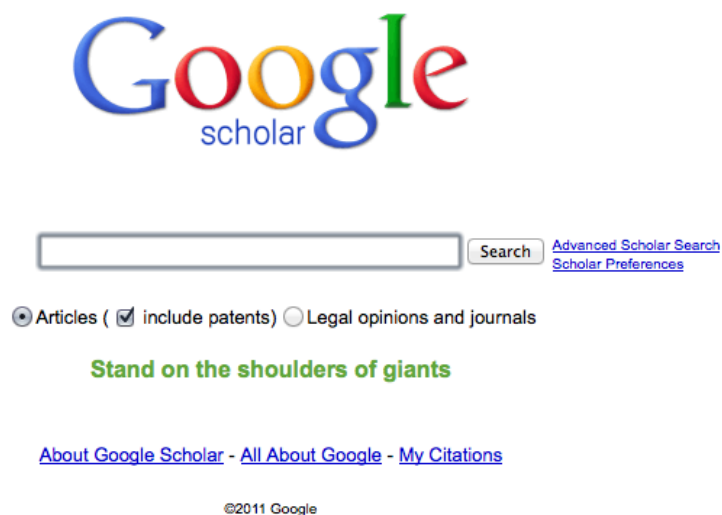 Google
scholar
Search
Advanced Scholar Search
Scholar Preferences
Articles ( include patents) Legal opinions and journals
Stand on the shoulders of giants
About Google Scholar - All About Google - My Citations
©2011 Google